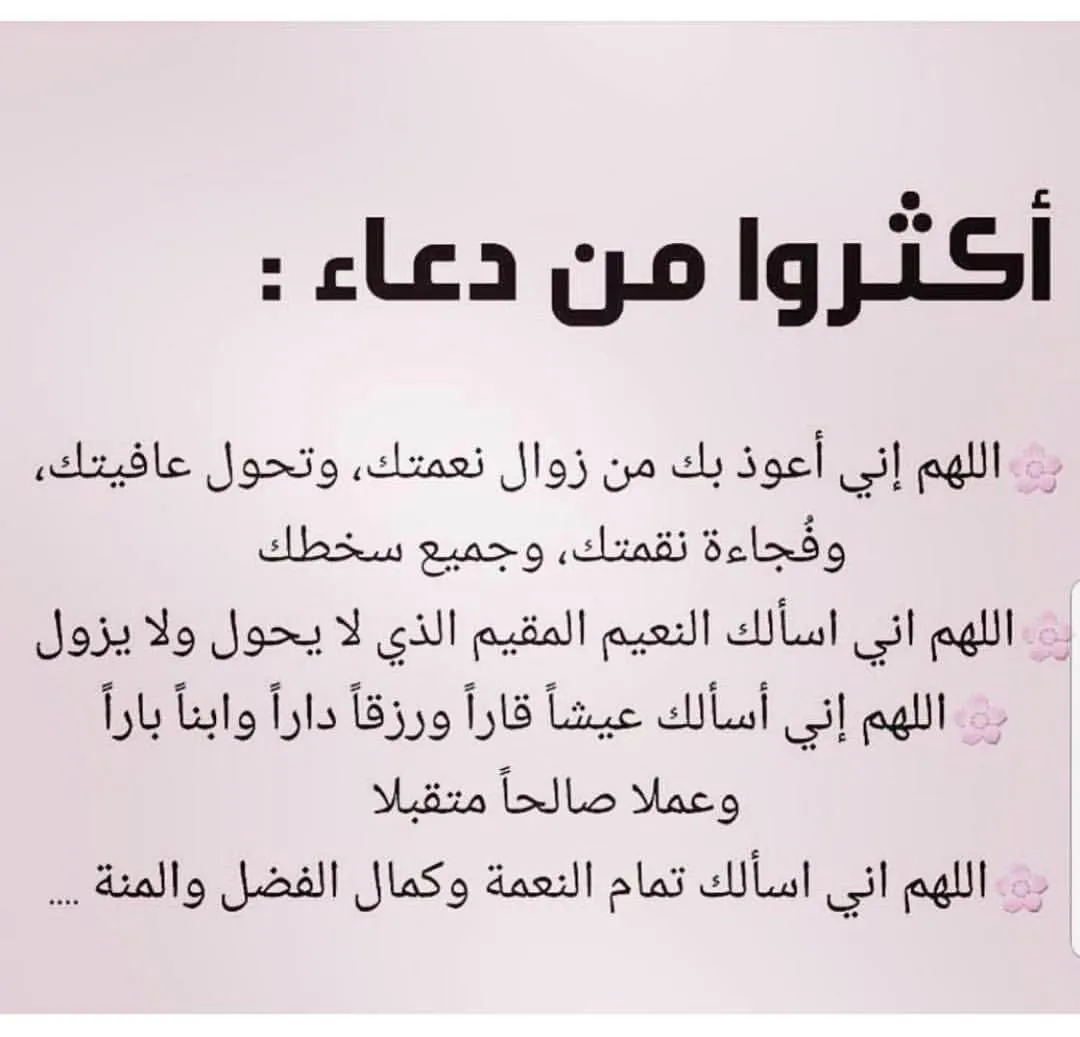 أكثروا من دعاء :
🌸اللهم إني أعوذ بك من زوال نعمتك، وتحول عافيتك،
وفُجاءة نقمتك، وجميع سخطك
🌸اللهم اني اسألك النعيم المقيم الذي لا يحول ولا يزول
🌸اللهم إني أسألك عيشاً قاراً ورزقاً داراً وابناً باراً
وعملا صالحاً متقبلا
🌸اللهم اني اسألك تمام النعمة وكمال الفضل والمنة ....